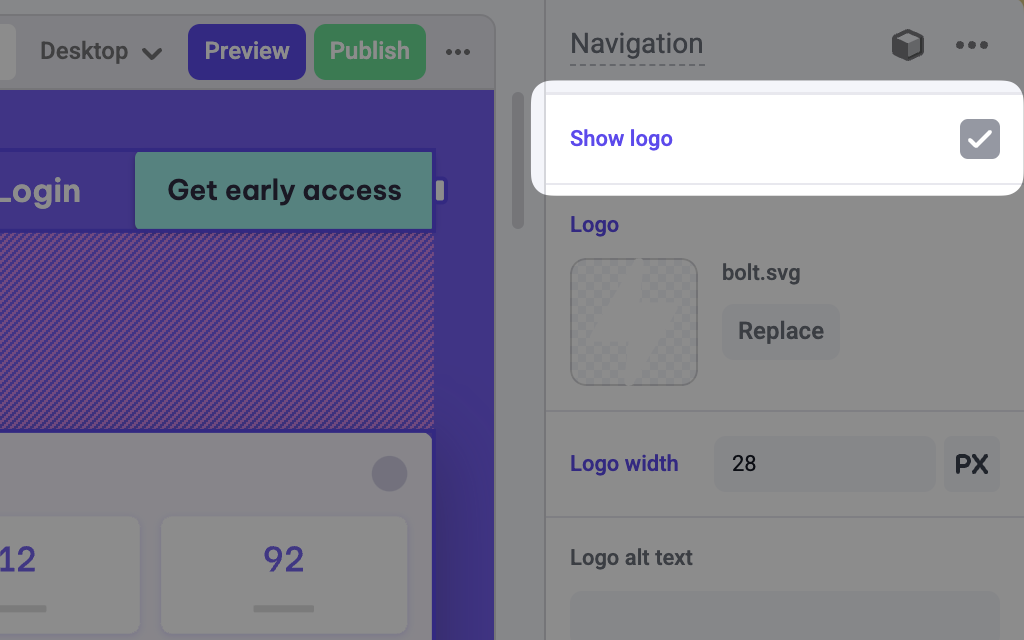 Desktop
Preview
Publish
Navigation
Show logo
Login
Get early access
Logo
bolt.svg
Replace
Logo width
28
PX
12
92
Logo alt text